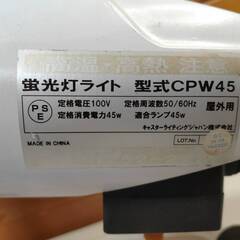 高温・高熱 注意
蛍光灯ライト 型式CPW45
PSE
定格電圧100V 定格周波数50/60Hz
定格消費電力45w 適合ランプ45w
屋外用
キャスターライティングジャパン株式会社
MADE IN CHINA
LOT.No